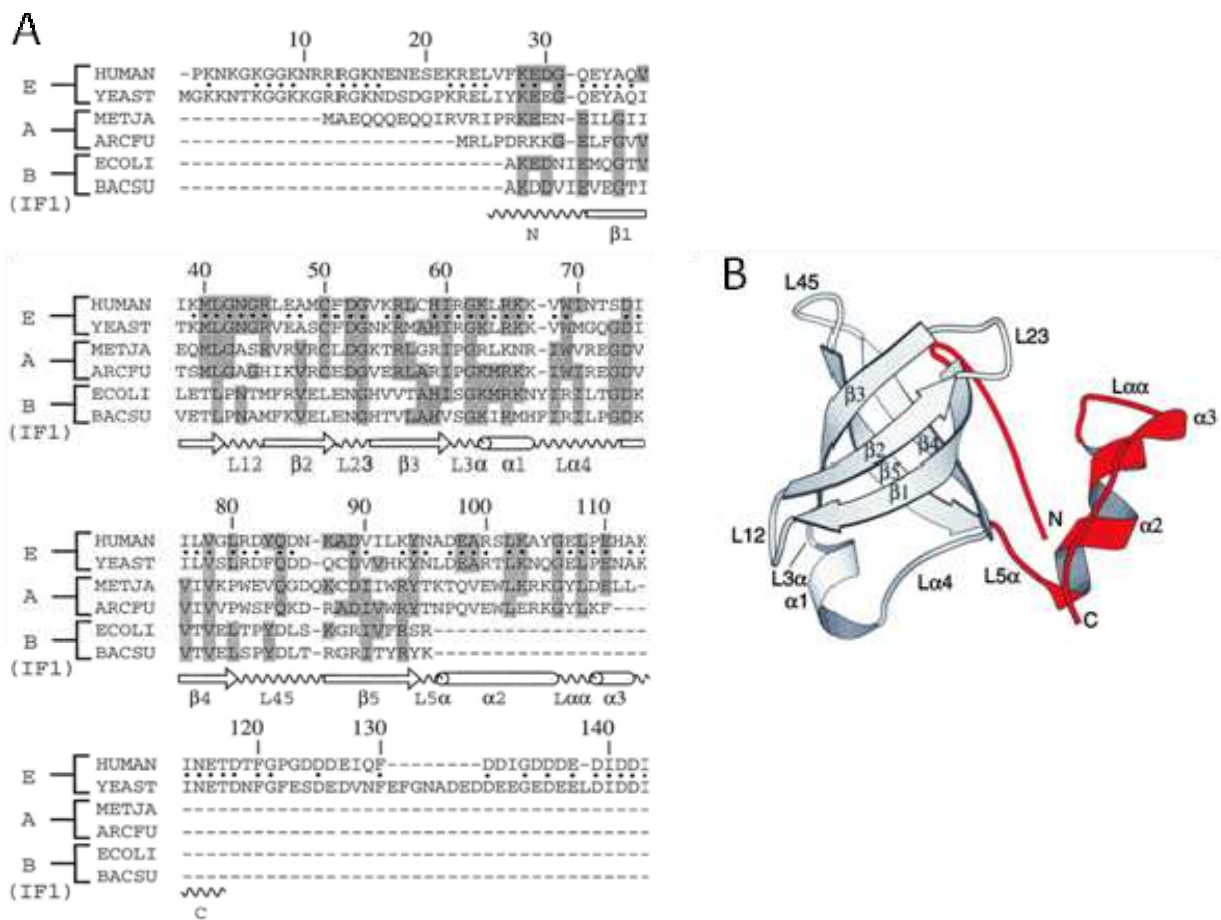 A
10 20 30
E HUMAN -PKNKGKGGKNRRRGKNENESEKRELVFKEDG-QEYAQV
YEAST MGKKNTKGGKKGRRGKNDSDGPKRELIYKEEG-QEYAQI
A METJA ------------MAEQQQEQQIRVRIPRKEEN-EILGII
ARCFU -----------------------MRLPDRKKG-ELFGVV
B ECOLI ---------------------------AKEDNIEMQGTV
(IF1) BACSU ---------------------------AKDDVIEVEGTI
N β1
40 50 60 70
E HUMAN IKMLGNGRLEAMCFDGVKRLCHIRGKLRKK-VWINTSDI
YEAST TKMLGNGRVEASCFDGNKRMAHIRGKLRKK-VWMGQGDI
A METJA EQMLGASRVRVRCLDGKTRLGRIPGRLKNR-IWVREGDV
ARCFU TSMLGAGHIKVRCEDGVERLARIPGKMRKK-IWIREGDV
B ECOLI LETLPNTMFRVELENGHVVTAHISGKMRKNYIRILTGDK
(IF1) BACSU VETLPNAMFKVELENGHTVLAHVSGKIRMHFIRILPGDK
L12 β2 L23 β3 L3α α1 Lα4
80 90 100 110
E HUMAN ILVGLRDYQDN-KADVILKYNADEARSLKAYGELPEHAK
YEAST ILVSLRDFQDD-QCDVVHKYNLDEARTLKNQGELPENAK
A METJA VIVKPWEVQGDQKCDIIWRYTKTQVEWLKRKGYLDELL-
ARCFU VIVVPWSFQKD-RADIVWRYTNPQVEWLERKGYLKF---
B ECOLI VTVELTPYDLS-KGRIVFRSR------------------
(IF1) BACSU VTVELSPYDLT-RGRITYRYK------------------
β4 L45 β5 L5α α2 Lαα α3
120 130 140
E HUMAN INETDTFGPGDDDEIQF---------DDIGDDDE-DIDDI
YEAST INETDNFGFESDEDVNFEFGNADEDDEEGEDEELDIDDI
A METJA ---------------------------------------
ARCFU ---------------------------------------
B ECOLI ---------------------------------------
(IF1) BACSU ---------------------------------------
C
B
L45
L23
Lαα
α3
β3
β2
β4
β5
β1
N
α2
L12
L3α
α1
Lα4
L5α
C